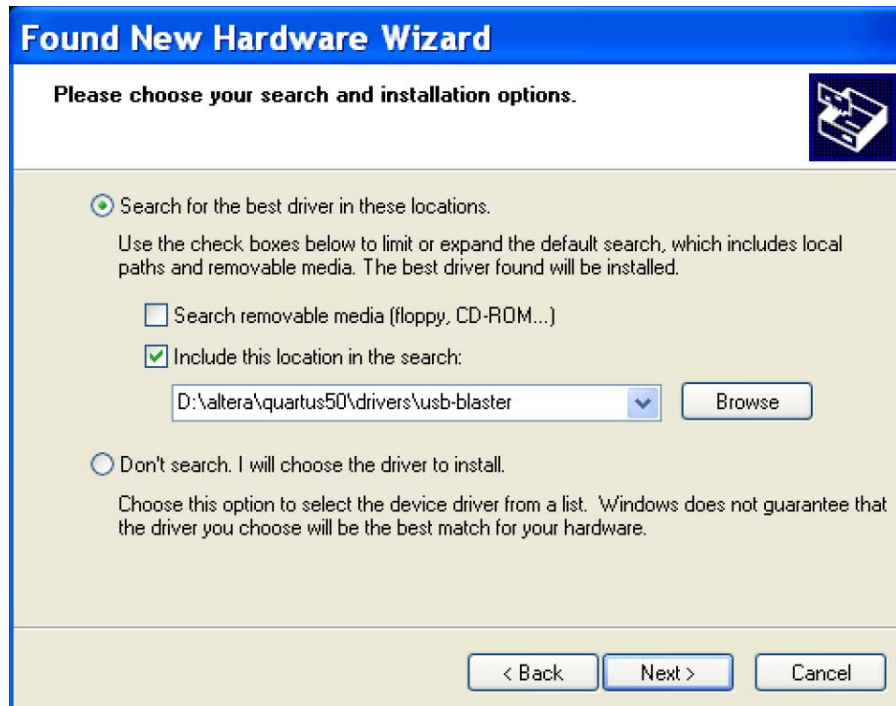 Found New Hardware Wizard
Please choose your search and installation options.
Search for the best driver in these locations.
Use the check boxes below to limit or expand the default search, which includes local
paths and removable media. The best driver found will be installed.
Search removable media (floppy, CD-ROM...)
Include this location in the search:
D:\altera\quartus50\drivers\usb-blaster
Browse
Don't search. I will choose the driver to install.
Choose this option to select the device driver from a list. Windows does not guarantee that
the driver you choose will be the best match for your hardware.
< Back Next > Cancel